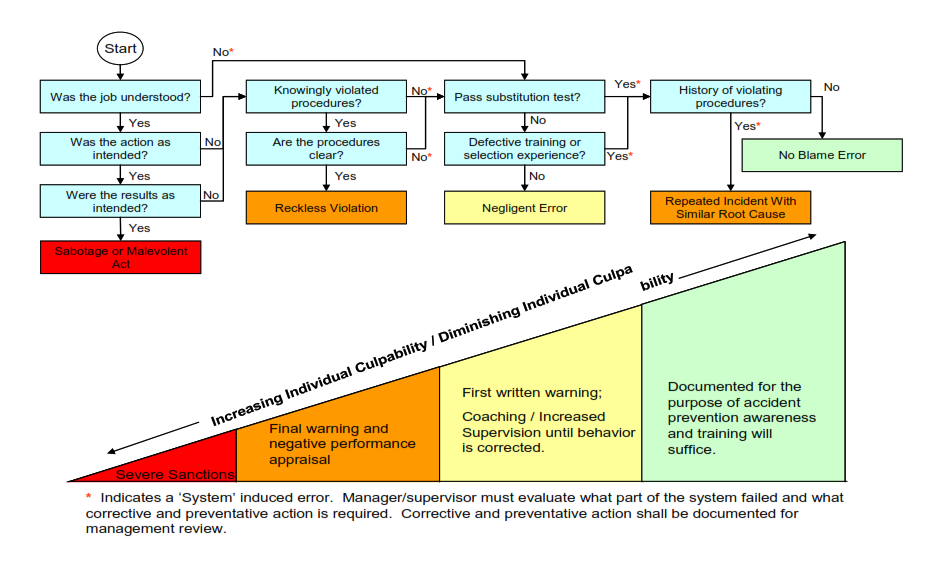 Start
No*
Was the job understood?
Yes
Was the action as
intended?
No
Yes
Were the results as
intended?
No
Yes
Sabotage or Malevolent
Act
Knowingly violated
procedures?
No*
Yes
Are the procedures
clear?
No*
Yes
Reckless Violation
Pass substitution test?
Yes*
No
Defective training or
selection experience?
Yes*
No
Negligent Error
History of violating
procedures?
No
Yes*
No Blame Error
Repeated Incident With
Similar Root Cause
Increasing Individual Culpability / Diminishing Individual Culpa
bility
Severe Sanctions
Final warning and
negative performance
appraisal
First written warning;
Coaching / Increased
Supervision until behavior
is corrected.
Documented for the
purpose of accident
prevention awareness
and training will
suffice.
* Indicates a ‘System’ induced error. Manager/supervisor must evaluate what part of the system failed and what
corrective and preventative action is required. Corrective and preventative action shall be documented for
management review.